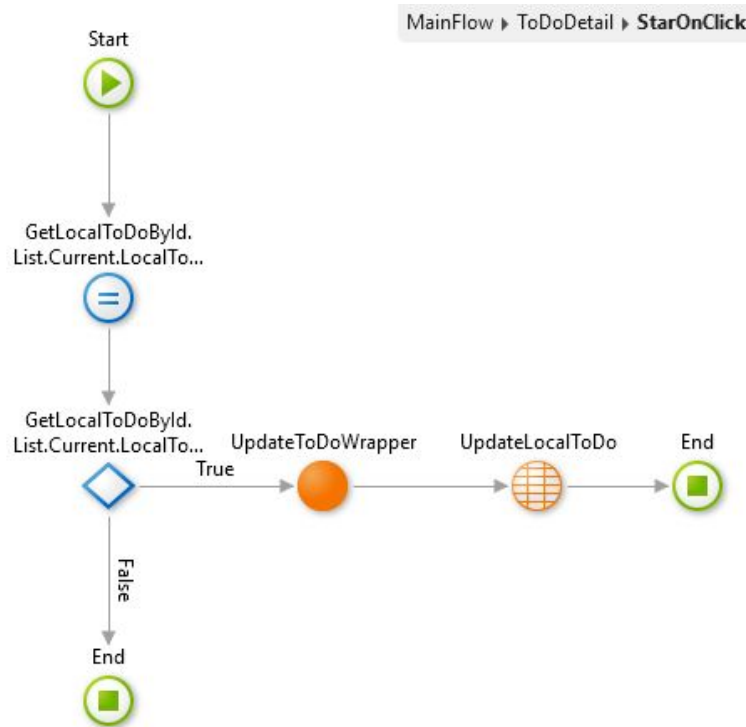 MainFlow ▸ ToDoDetail ▸ StarOnClick
Start
GetLocalToDoById.
List.Current.LocalTo...
GetLocalToDoById.
List.Current.LocalTo...
UpdateToDoWrapper
UpdateLocalToDo
End
True
False
End